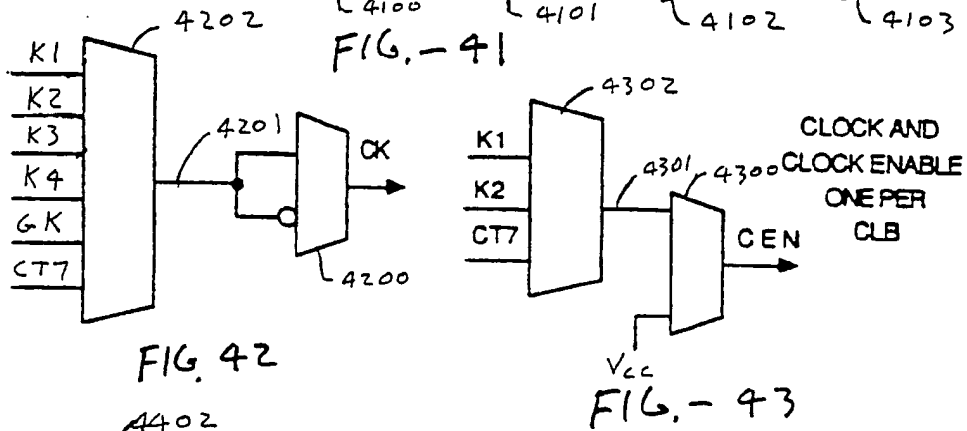 4100
4101
4102
4103
FIG.- 41
4202
K1
K2
K3
K4
GK
CT7
4201
CK
4200
FIG. 42
4302
K1
K2
CT7
4301
4300
CLOCK AND
CLOCK ENABLE
ONE PER
CLB
CEN
Vcc
FIG.- 43
4402